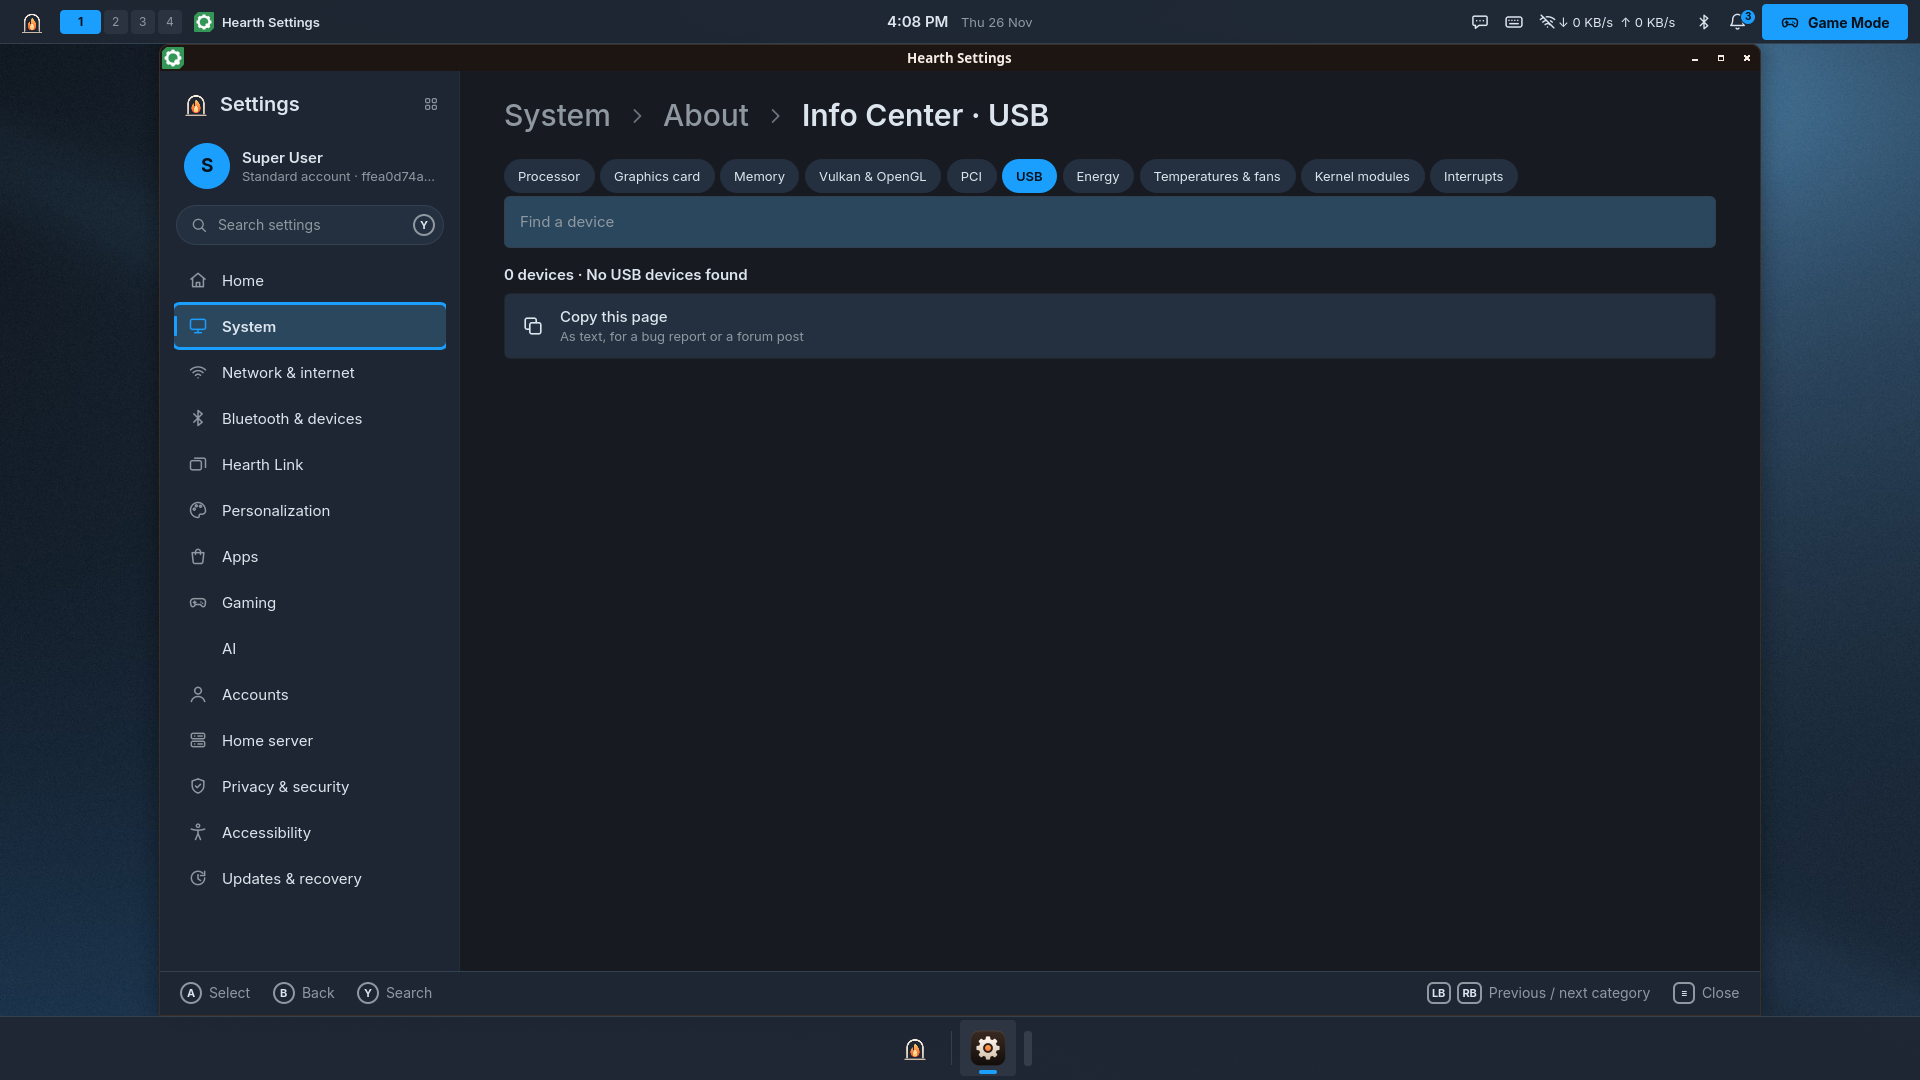 1 2 3 4 Hearth Settings 4:08 PM Thu 26 Nov ↓ 0 KB/s ↑ 0 KB/s 3 Game Mode
Hearth Settings
Settings
S Super User
Standard account · ffea0d74a...
Search settings Y
Home
System
Network & internet
Bluetooth & devices
Hearth Link
Personalization
Apps
Gaming
AI
Accounts
Home server
Privacy & security
Accessibility
Updates & recovery
System > About > Info Center · USB
Processor Graphics card Memory Vulkan & OpenGL PCI USB Energy Temperatures & fans Kernel modules Interrupts
Find a device
0 devices · No USB devices found
Copy this page
As text, for a bug report or a forum post
A Select B Back Y Search LB RB Previous / next category ≡ Close